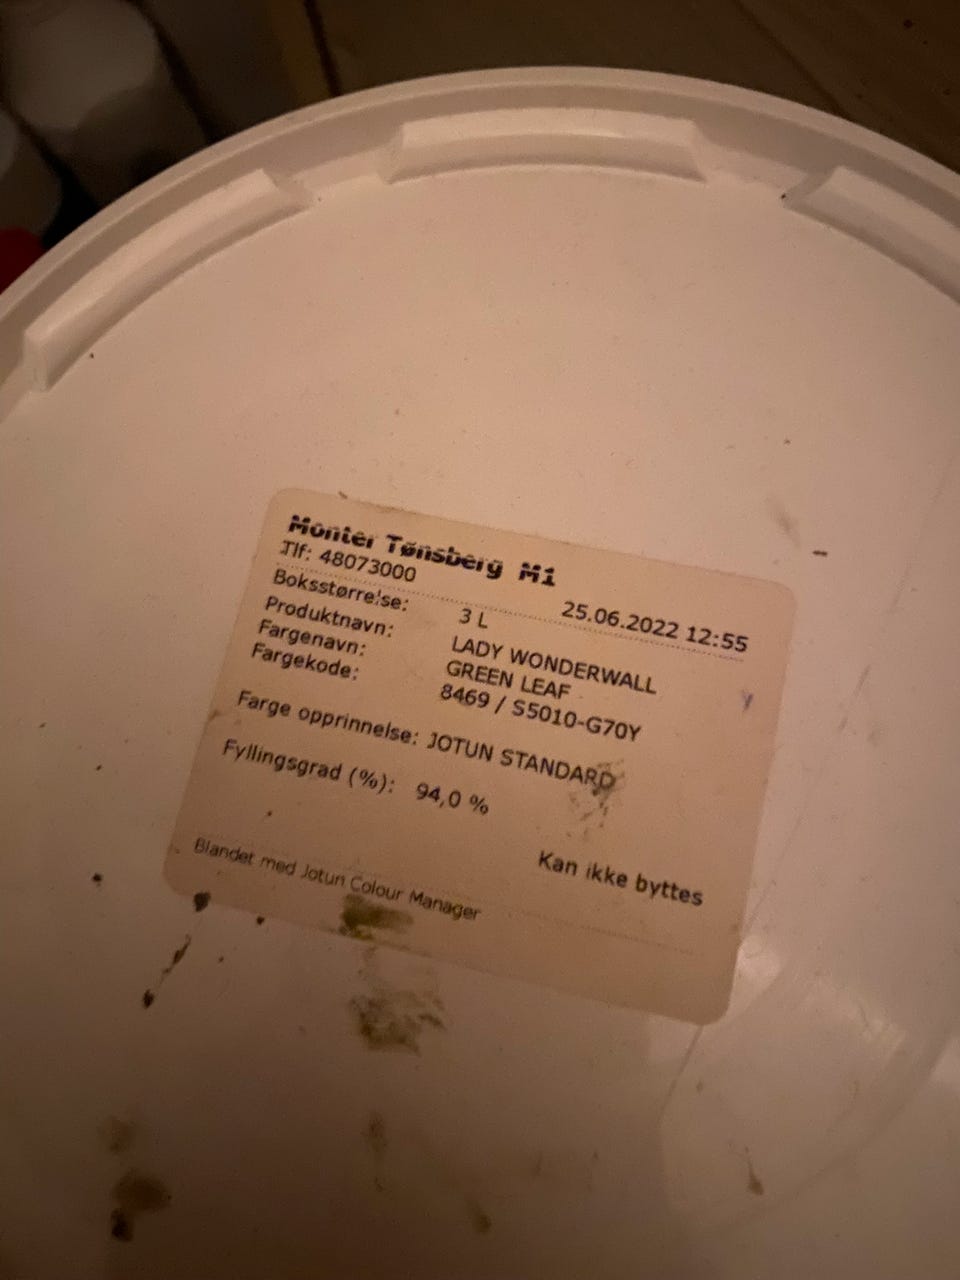 Monter Tønsberg M1
Tlf: 48073000
25.06.2022 12:55
Boksstørrelse: 3 L
Produktnavn: LADY WONDERWALL
Fargenavn: GREEN LEAF
Fargekode: 8469 / S5010-G70Y
Farge opprinnelse: JOTUN STANDARD
Fyllingsgrad (%): 94,0 %
Kan ikke byttes
Blandet med Jotun Colour Manager